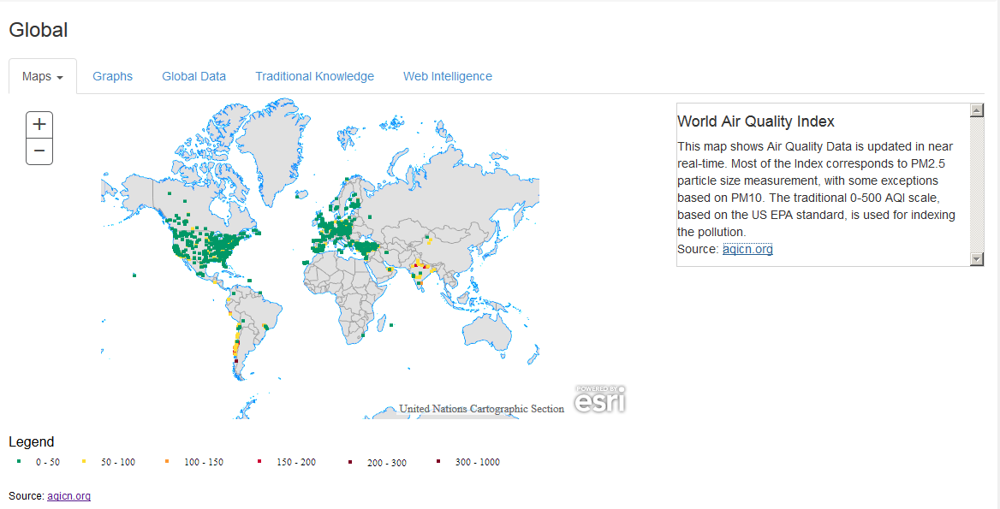 Global
Maps
Graphs
Global Data
Traditional Knowledge
Web Intelligence
+
−
World Air Quality Index
This map shows Air Quality Data is updated in near
real-time. Most of the Index corresponds to PM2.5
particle size measurement, with some exceptions
based on PM10. The traditional 0-500 AQI scale,
based on the US EPA standard, is used for indexing
the pollution.
Source: aqicn.org
POWERED BY
esri
United Nations Cartographic Section
Legend
0 - 50
50 - 100
100 - 150
150 - 200
200 - 300
300 - 1000
Source: aqicn.org